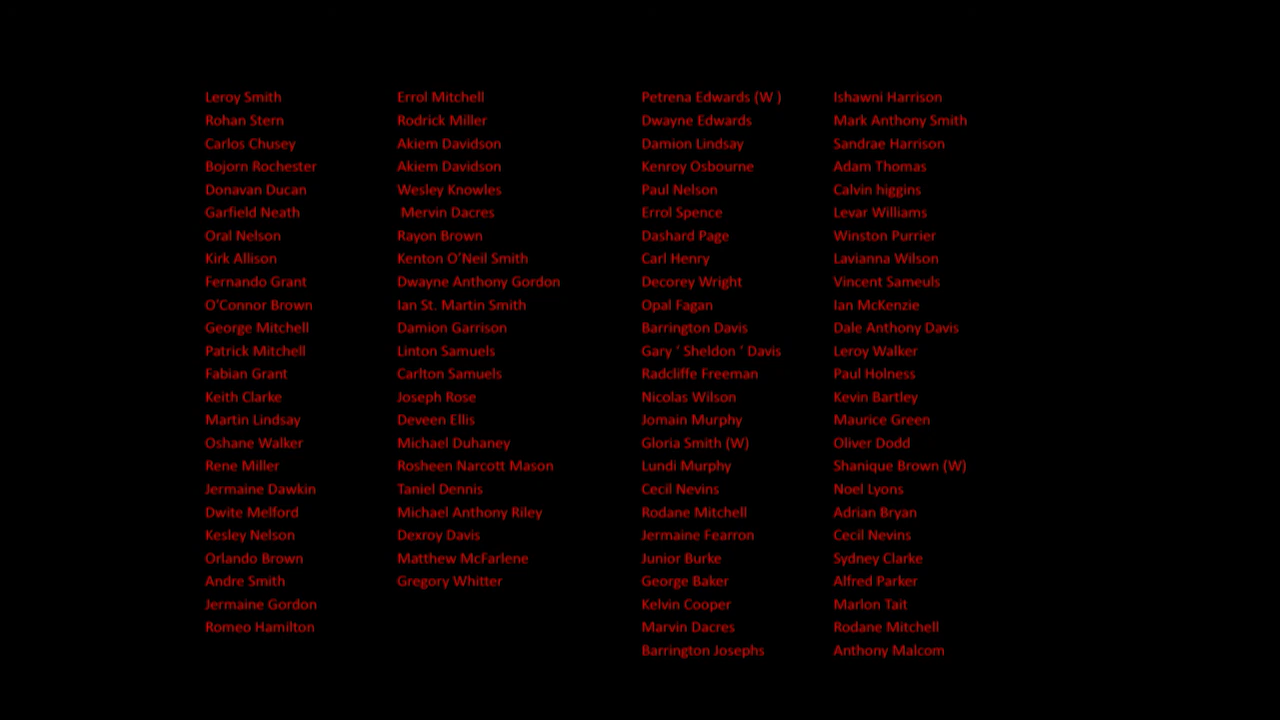 Leroy Smith
Rohan Stern
Carlos Chusey
Bojorn Rochester
Donavan Ducan
Garfield Neath
Oral Nelson
Kirk Allison
Fernando Grant
O'Connor Brown
George Mitchell
Patrick Mitchell
Fabian Grant
Keith Clarke
Martin Lindsay
Oshane Walker
Rene Miller
Jermaine Dawkin
Dwite Melford
Kesley Nelson
Orlando Brown
Andre Smith
Jermaine Gordon
Romeo Hamilton
Errol Mitchell
Rodrick Miller
Akiem Davidson
Akiem Davidson
Wesley Knowles
Mervin Dacres
Rayon Brown
Kenton O'Neil Smith
Dwayne Anthony Gordon
Ian St. Martin Smith
Damion Garrison
Linton Samuels
Carlton Samuels
Joseph Rose
Deveen Ellis
Michael Duhaney
Rosheen Narcott Mason
Taniel Dennis
Michael Anthony Riley
Dexroy Davis
Matthew McFarlene
Gregory Whitter
Petrena Edwards (W )
Dwayne Edwards
Damion Lindsay
Kenroy Osbourne
Paul Nelson
Errol Spence
Dashard Page
Carl Henry
Decorey Wright
Opal Fagan
Barrington Davis
Gary ' Sheldon ' Davis
Radcliffe Freeman
Nicolas Wilson
Jomain Murphy
Gloria Smith (W)
Lundi Murphy
Cecil Nevins
Rodane Mitchell
Jermaine Fearron
Junior Burke
George Baker
Kelvin Cooper
Marvin Dacres
Barrington Josephs
Ishawni Harrison
Mark Anthony Smith
Sandrae Harrison
Adam Thomas
Calvin higgins
Levar Williams
Winston Purrier
Lavianna Wilson
Vincent Sameuls
Ian McKenzie
Dale Anthony Davis
Leroy Walker
Paul Holness
Kevin Bartley
Maurice Green
Oliver Dodd
Shanique Brown (W)
Noel Lyons
Adrian Bryan
Cecil Nevins
Sydney Clarke
Alfred Parker
Marlon Tait
Rodane Mitchell
Anthony Malcom